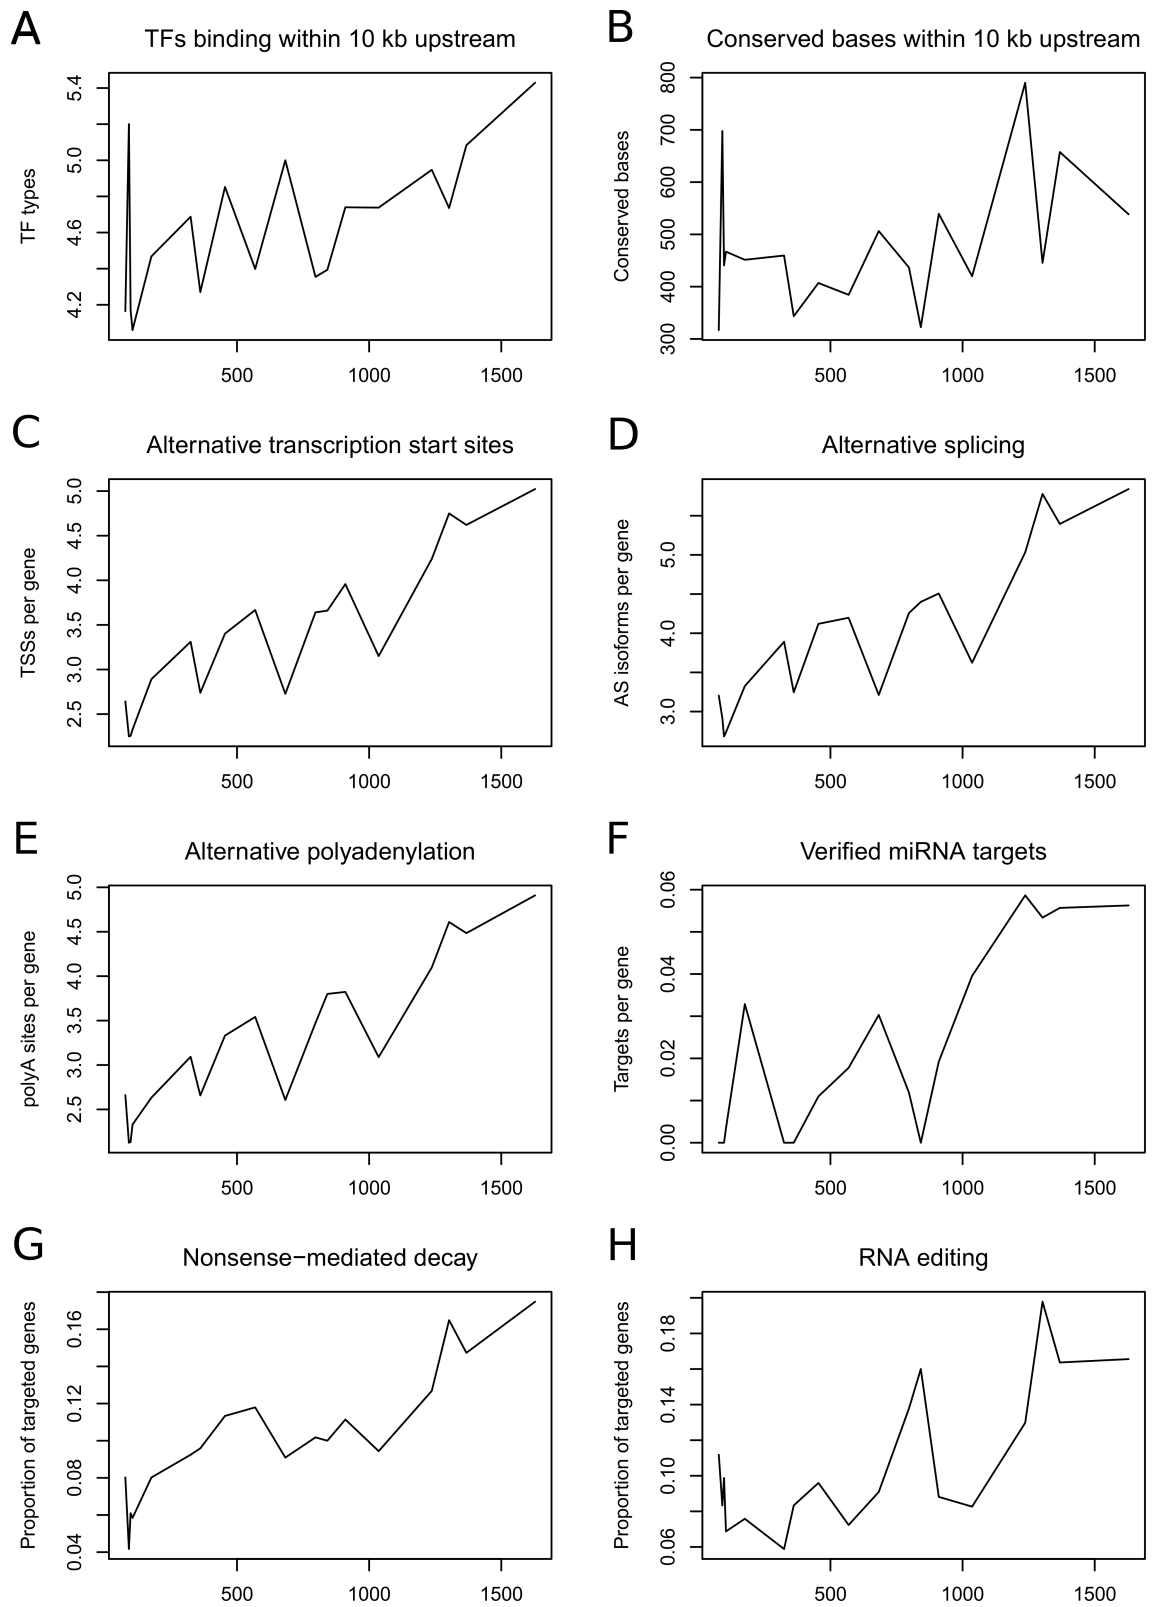 A
TFs binding within 10 kb upstream
TF types
5.4
5.0
4.6
4.2
500 1000 1500
B
Conserved bases within 10 kb upstream
Conserved bases
800
700
600
500
400
300
500 1000 1500
C
Alternative transcription start sites
TSSs per gene
5.0
4.5
4.0
3.5
3.0
2.5
500 1000 1500
D
Alternative splicing
AS isoforms per gene
5.0
4.0
3.0
500 1000 1500
E
Alternative polyadenylation
polyA sites per gene
5.0
4.5
4.0
3.5
3.0
2.5
500 1000 1500
F
Verified miRNA targets
Targets per gene
0.06
0.04
0.02
0.00
500 1000 1500
G
Nonsense−mediated decay
Proportion of targeted genes
0.16
0.12
0.08
0.04
500 1000 1500
H
RNA editing
Proportion of targeted genes
0.18
0.14
0.10
0.06
500 1000 1500